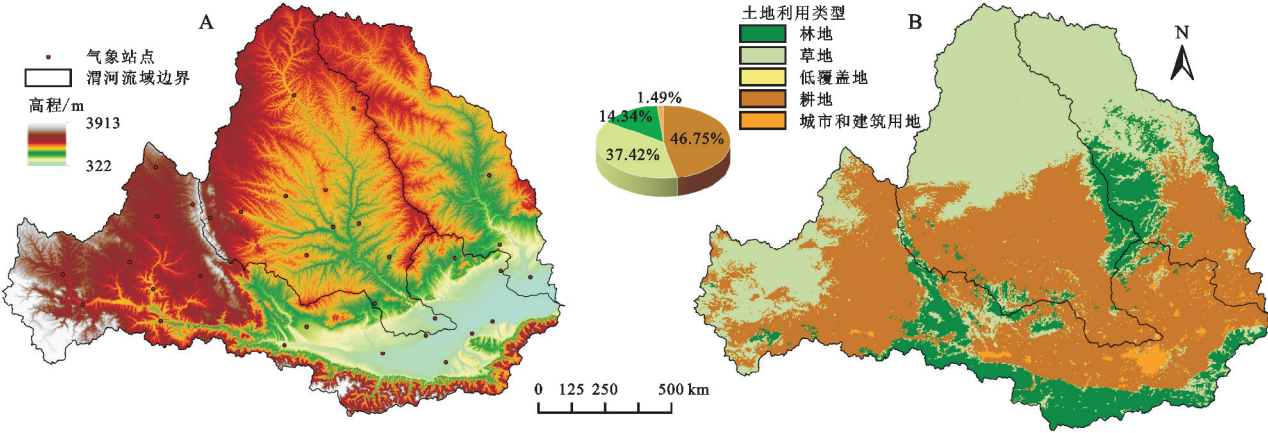 A
气象站点
渭河流域边界
高程/m
3913
322
1.49%
14.34%
46.75%
37.42%
土地利用类型
林地
草地
低覆盖地
耕地
城市和建筑用地
B
N
0 125 250 500 km